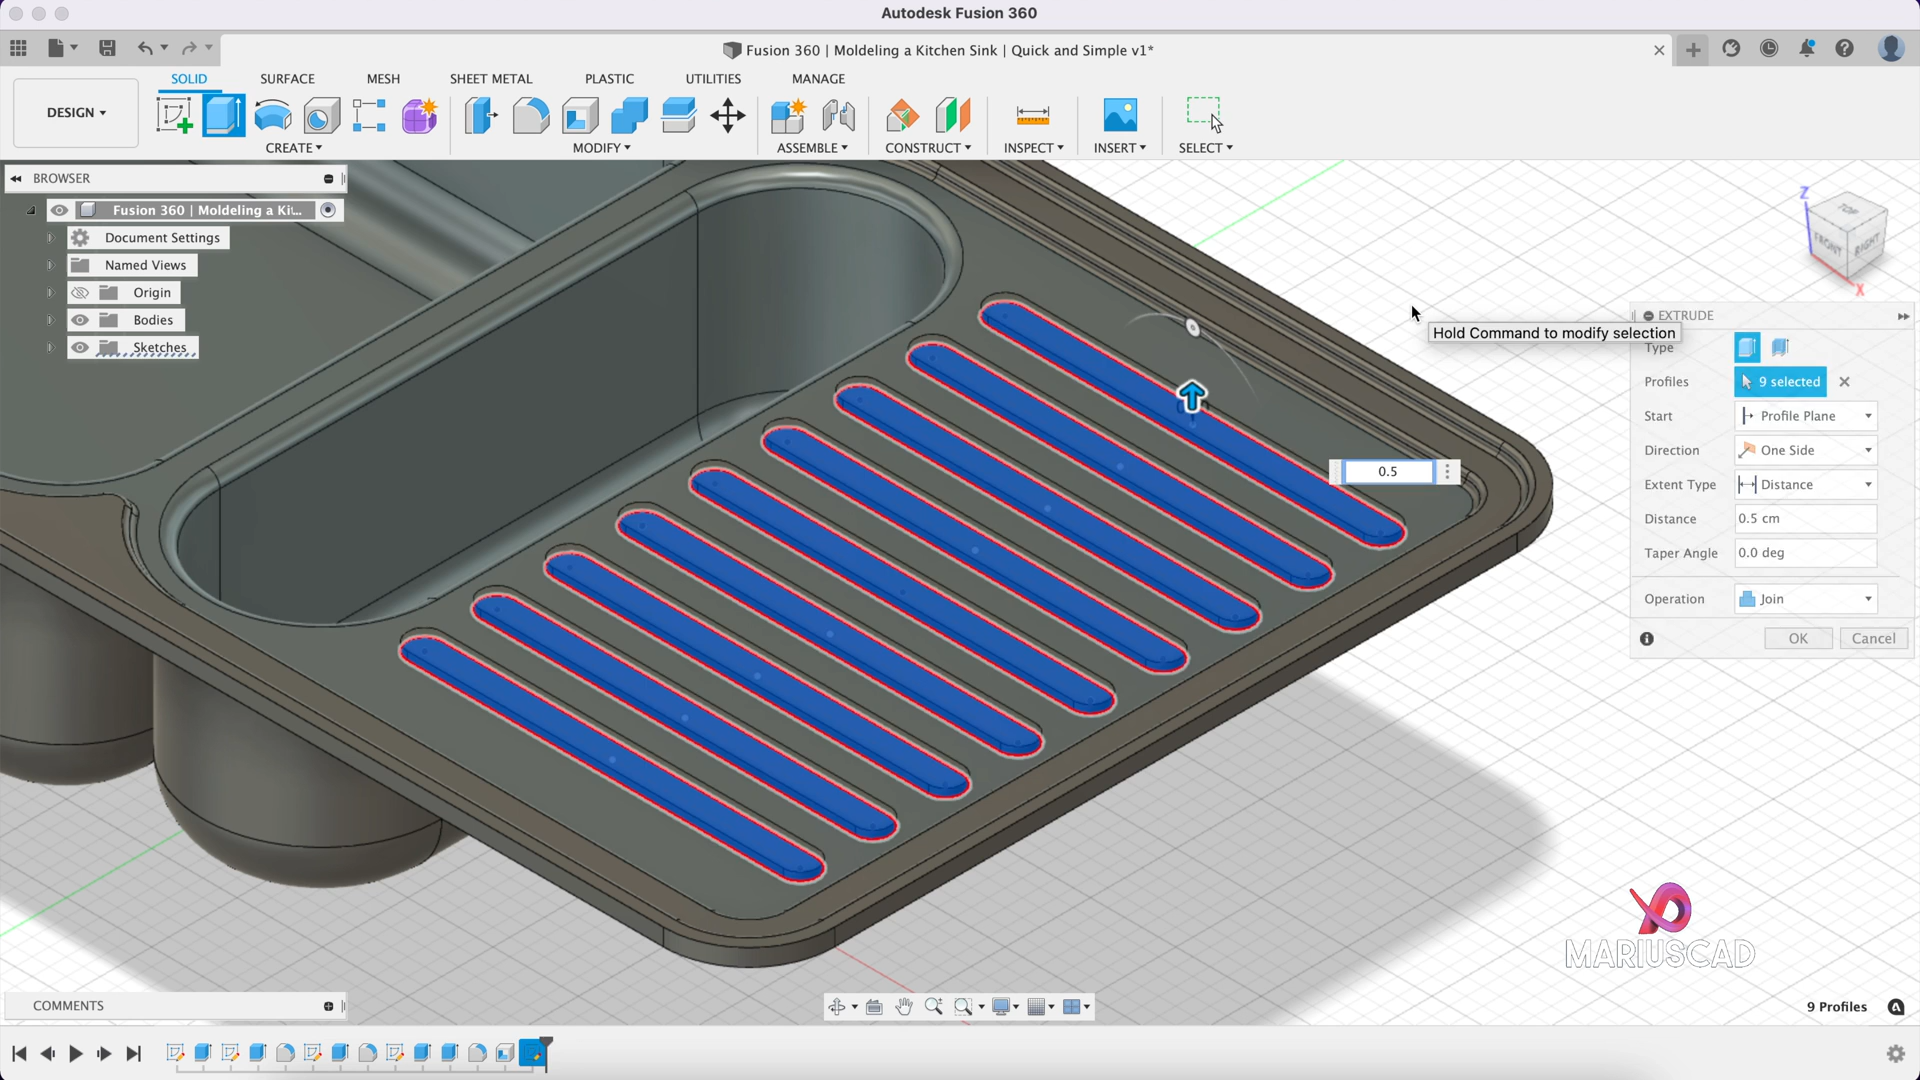 Autodesk Fusion 360
Fusion 360 | Moldeling a Kitchen Sink | Quick and Simple v1*
DESIGN
SOLID
SURFACE
MESH
SHEET METAL
PLASTIC
UTILITIES
MANAGE
CREATE
MODIFY
ASSEMBLE
CONSTRUCT
INSPECT
INSERT
SELECT
BROWSER
Fusion 360 | Moldeling a Kit...
Document Settings
Named Views
Origin
Bodies
Sketches
Z
TOP
FRONT
RIGHT
X
Hold Command to modify selection
0.5
EXTRUDE
Type
Profiles 9 selected
Start Profile Plane
Direction One Side
Extent Type Distance
Distance 0.5 cm
Taper Angle 0.0 deg
Operation Join
OK Cancel
MARIUSCAD
COMMENTS
9 Profiles